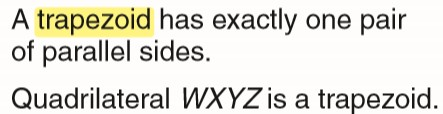 A trapezoid has exactly one pair
of parallel sides.
Quadrilateral WXYZ is a trapezoid.